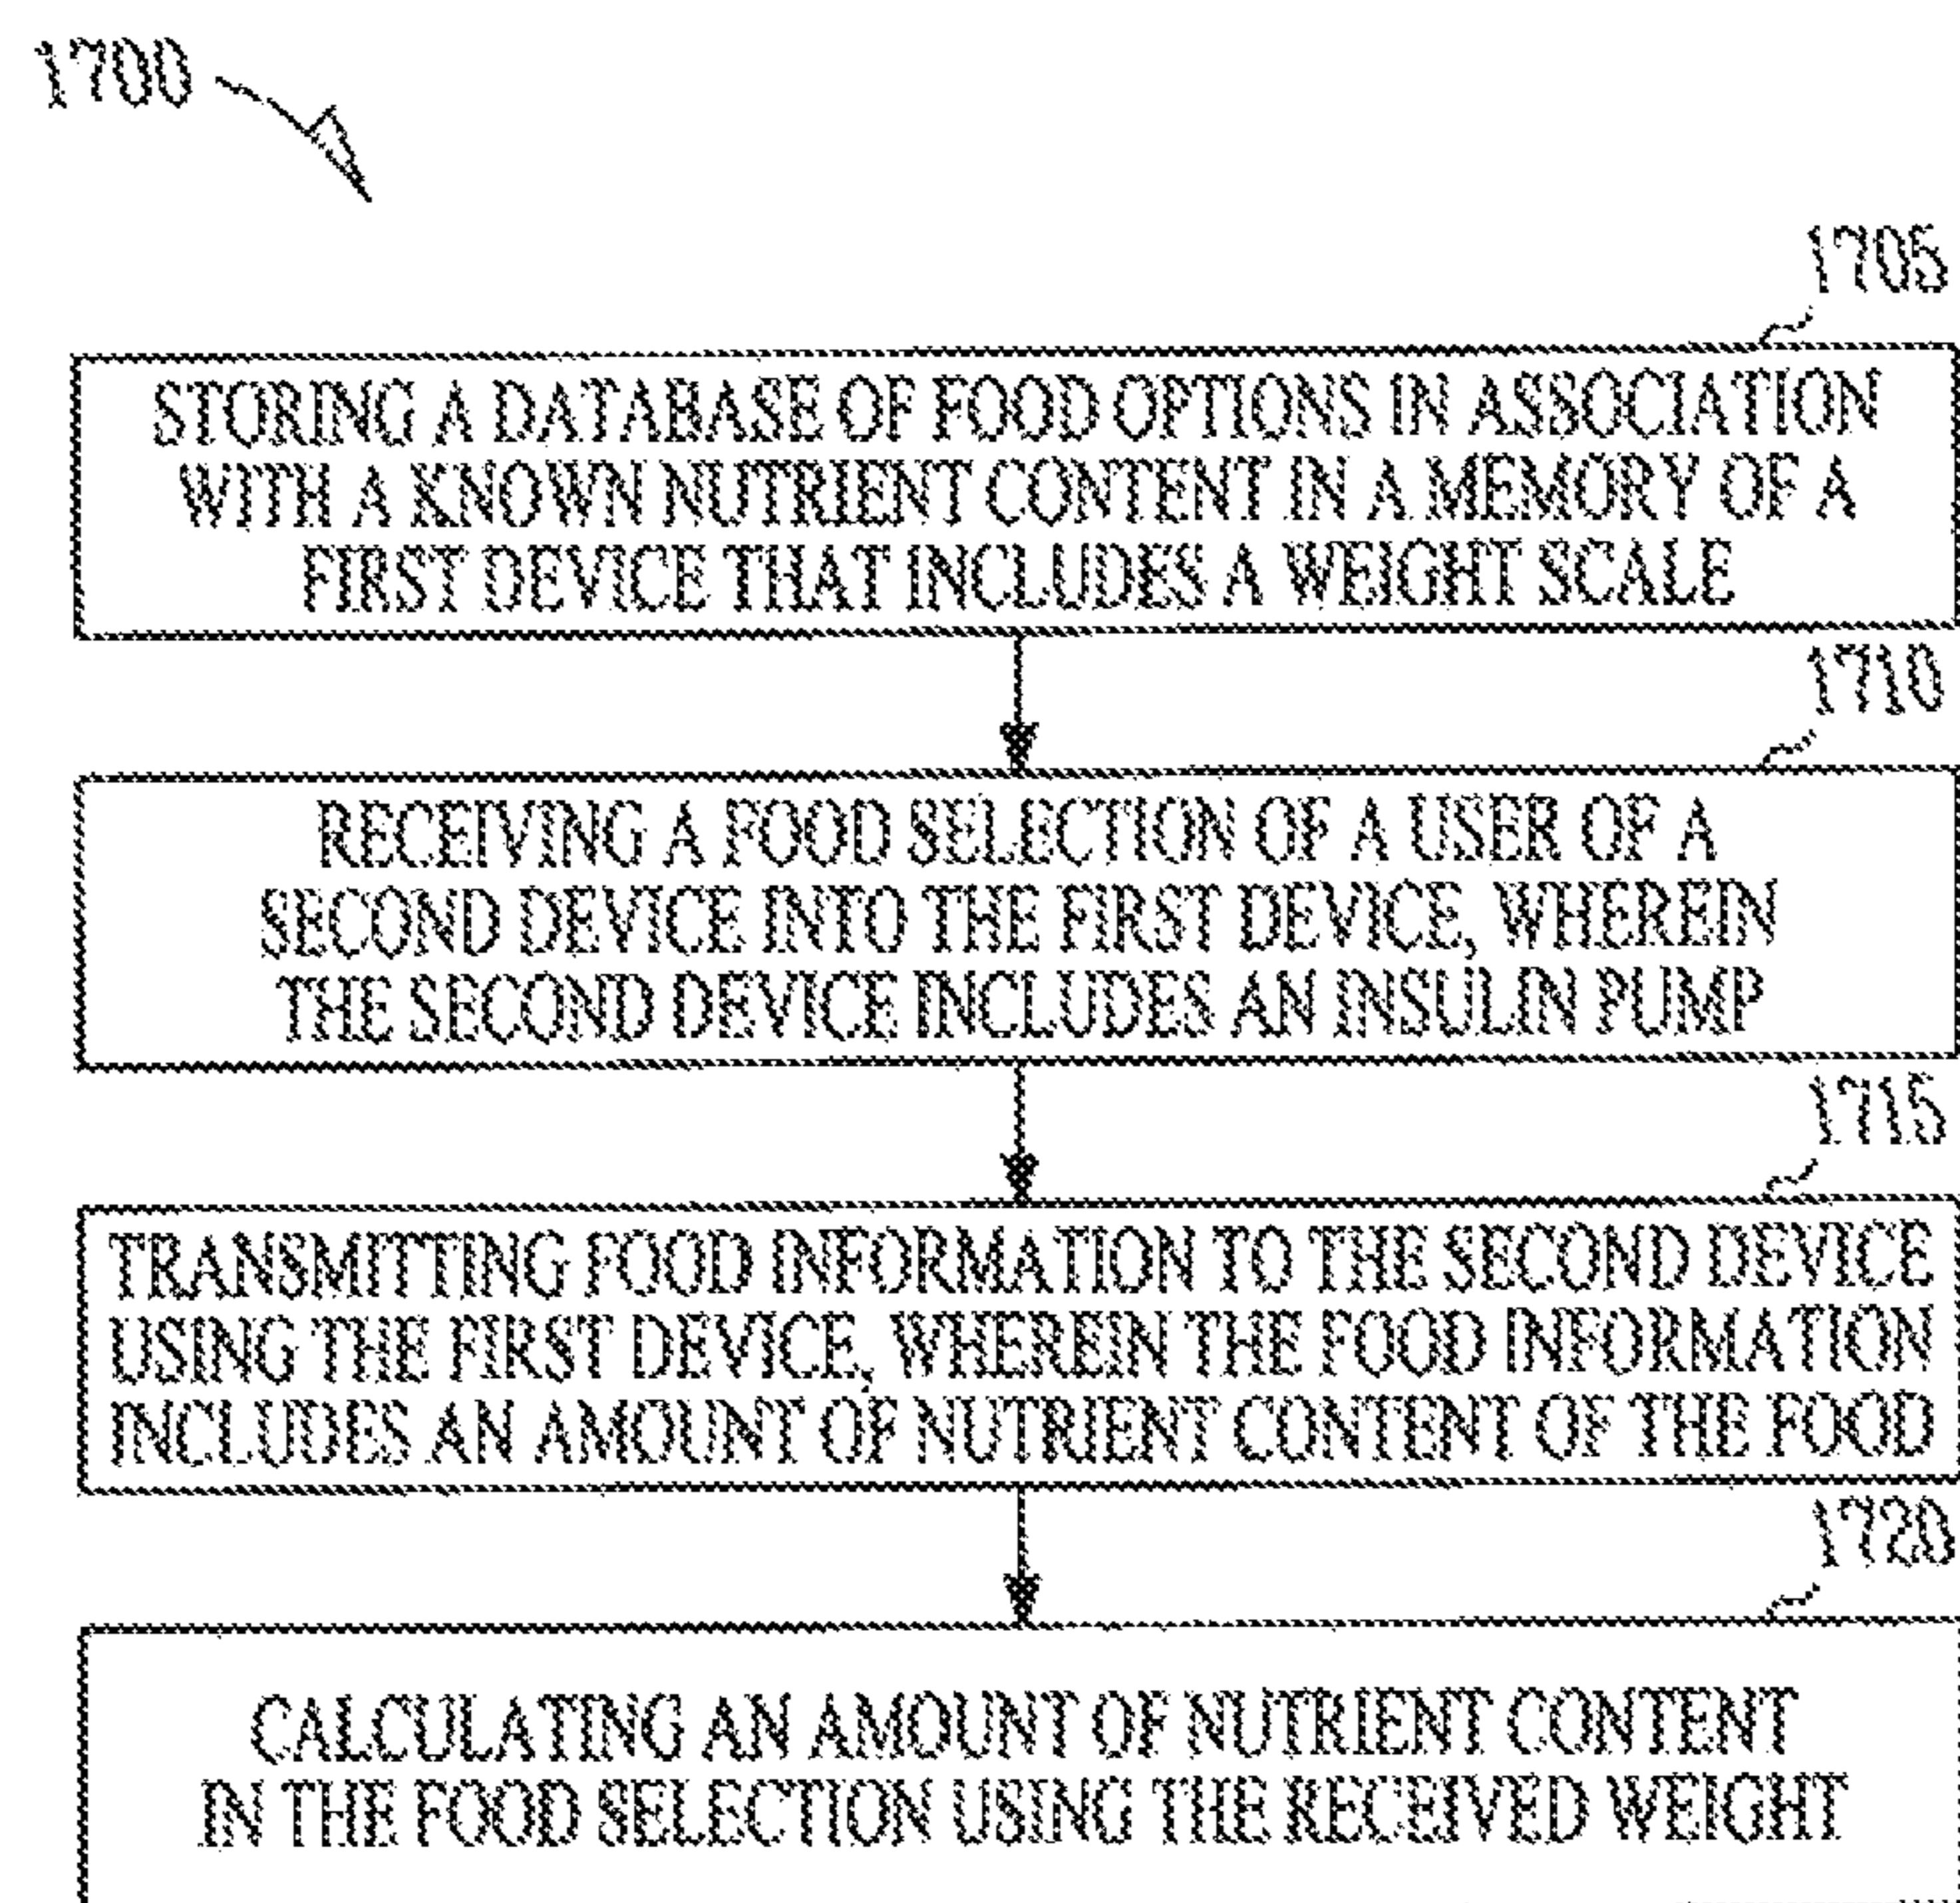 1700
1705
STORING A DATABASE OF FOOD OPTIONS IN ASSOCIATION
WITH A KNOWN NUTRIENT CONTENT IN A MEMORY OF A
FIRST DEVICE THAT INCLUDES A WEIGHT SCALE
1710
RECEIVING A FOOD SELECTION OF A USER OF A
SECOND DEVICE INTO THE FIRST DEVICE, WHEREIN
THE SECOND DEVICE INCLUDES AN INSULIN PUMP
1715
TRANSMITTING FOOD INFORMATION TO THE SECOND DEVICE
USING THE FIRST DEVICE, WHEREIN THE FOOD INFORMATION
INCLUDES AN AMOUNT OF NUTRIENT CONTENT OF THE FOOD
1720
CALCULATING AN AMOUNT OF NUTRIENT CONTENT
IN THE FOOD SELECTION USING THE RECEIVED WEIGHT